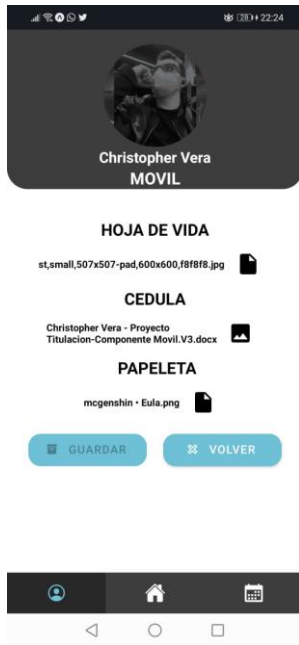 28 22:24
Christopher Vera
MOVIL
HOJA DE VIDA
st,small,507x507-pad,600x600,f8f8f8.jpg
CEDULA
Christopher Vera - Proyecto
Titulacion-Componente Movil.V3.docx
PAPELETA
mcgenshin • Eula.png
GUARDAR VOLVER